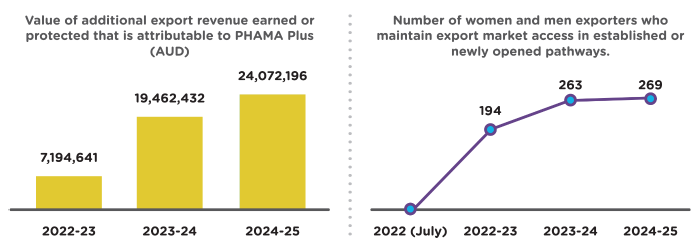 Value of additional export revenue earned or
protected that is attributable to PHAMA Plus
(AUD)
24,072,196
19,462,432
7,194,641
2022-23 2023-24 2024-25
Number of women and men exporters who
maintain export market access in established or
newly opened pathways.
263 269
194
2022 (July) 2022-23 2023-24 2024-25